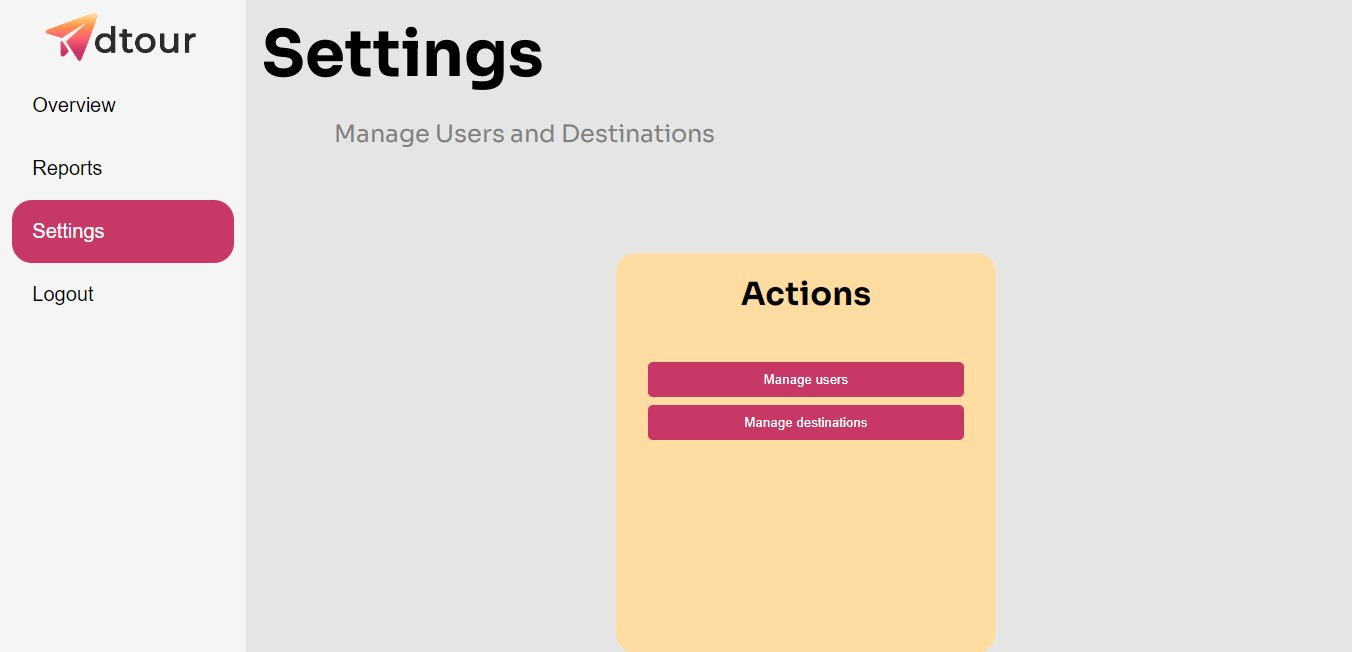 dtour
Overview
Reports
Settings
Logout
Settings
Manage Users and Destinations
Actions
Manage users
Manage destinations